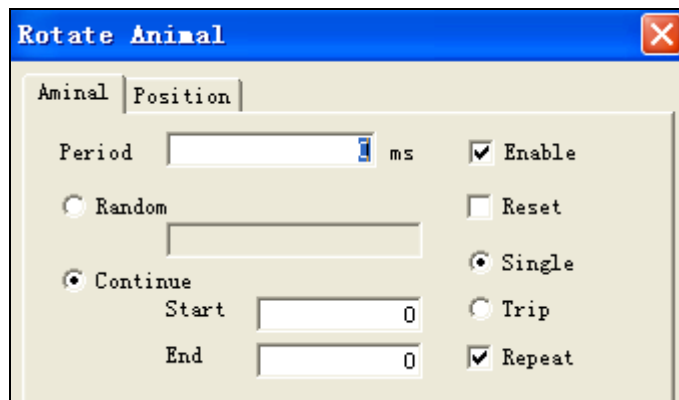 Rotate Animal
Aminal Position
Period ms Enable
Random Reset
Single
Continue
Start 0 Trip
End 0 Repeat